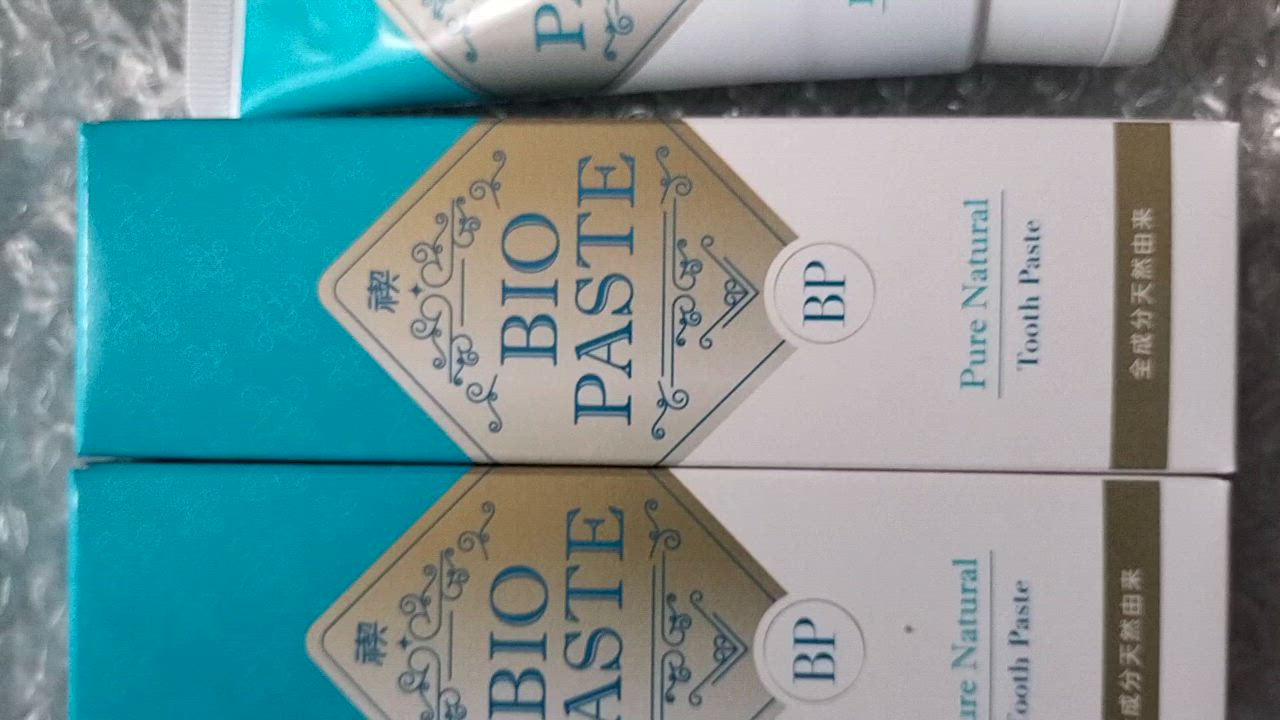 P
禊
BIO
PASTE
BP
Pure Natural
Tooth Paste
全成分天然由来
禊
BIO
ASTE
BP
ure Natural
Tooth Paste
成分天然由来